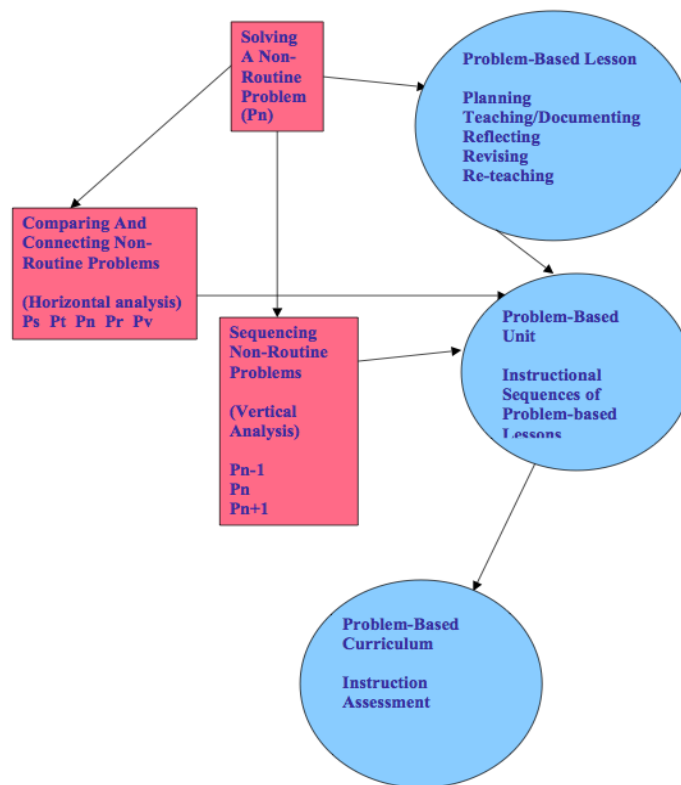 Solving
A Non-
Routine
Problem
(Pn)
Problem-Based Lesson
Planning
Teaching/Documenting
Reflecting
Revising
Re-teaching
Comparing And
Connecting Non-
Routine Problems
(Horizontal analysis)
Ps Pt Pn Pr Pv
Sequencing
Non-Routine
Problems
(Vertical
Analysis)
Pn-1
Pn
Pn+1
Problem-Based
Unit
Instructional
Sequences of
Problem-based
Lessons
Problem-Based
Curriculum
Instruction
Assessment